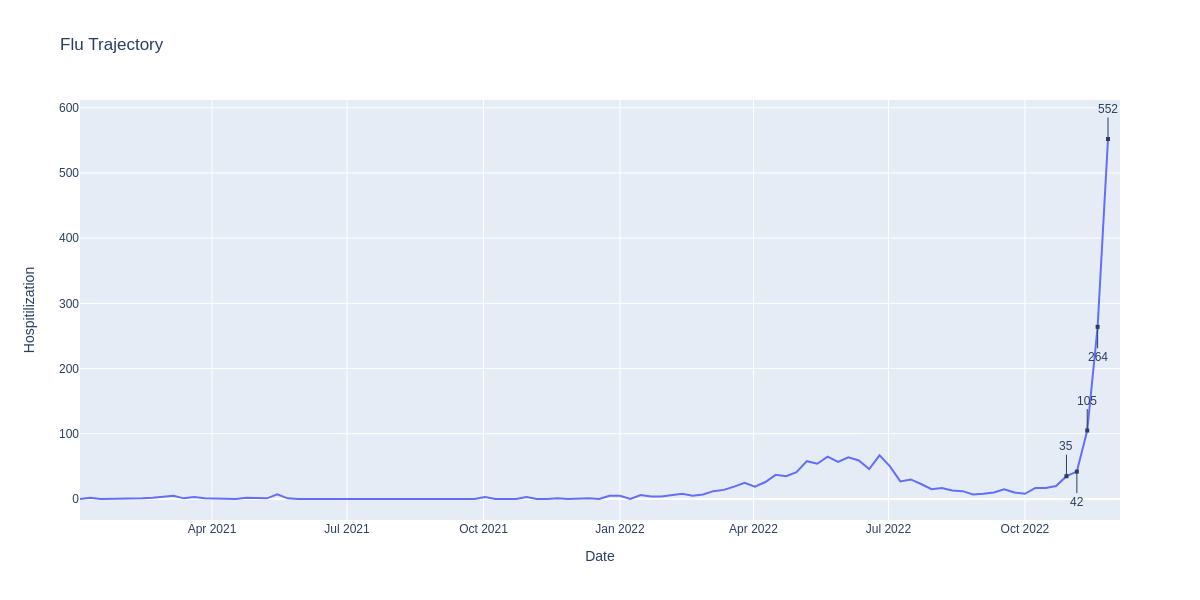 Flu Trajectory
600
500
400
300
200
100
0
Hospitilization
552
264
105
35
42
Apr 2021
Jul 2021
Oct 2021
Jan 2022
Apr 2022
Jul 2022
Oct 2022
Date